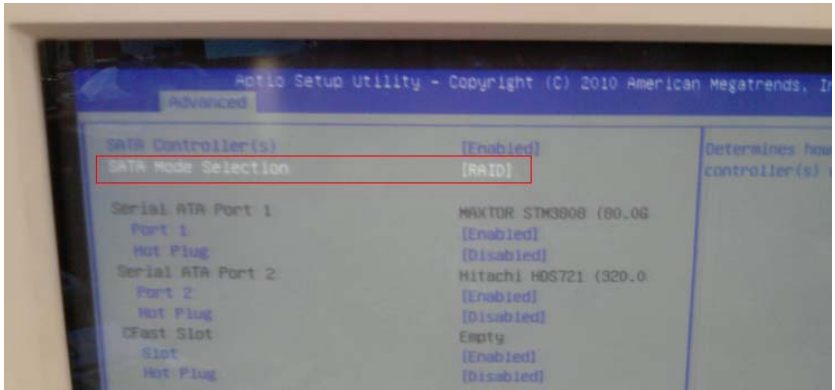 Aptio Setup Utility - Copyright (C) 2010 American Megatrends, In
Advanced
SATA Controller(s) [Enabled] Determines how
SATA Mode Selection [RAID] controller(s)
Serial ATA Port 1 MAXTOR STM3808 (80.0G
Port 1 [Enabled]
Hot Plug [Disabled]
Serial ATA Port 2 Hitachi HDS721 (320.0
Port 2 [Enabled]
Hot Plug [Disabled]
CFast Slot Empty
Slot [Enabled]
Hot Plug [Disabled]